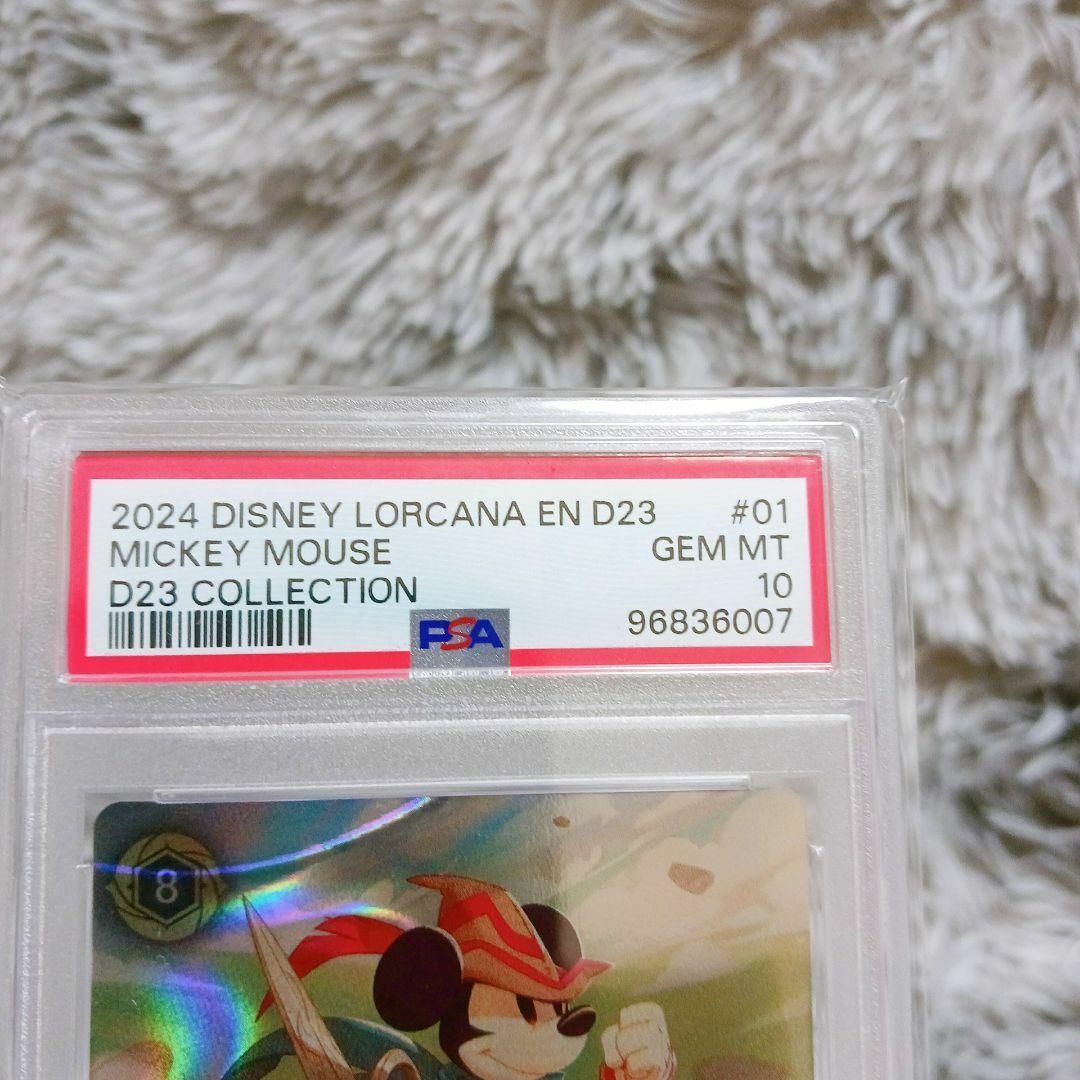 2024 DISNEY LORCANA EN D23 #01
MICKEY MOUSE GEM MT
D23 COLLECTION 10
96836007
PSA
8